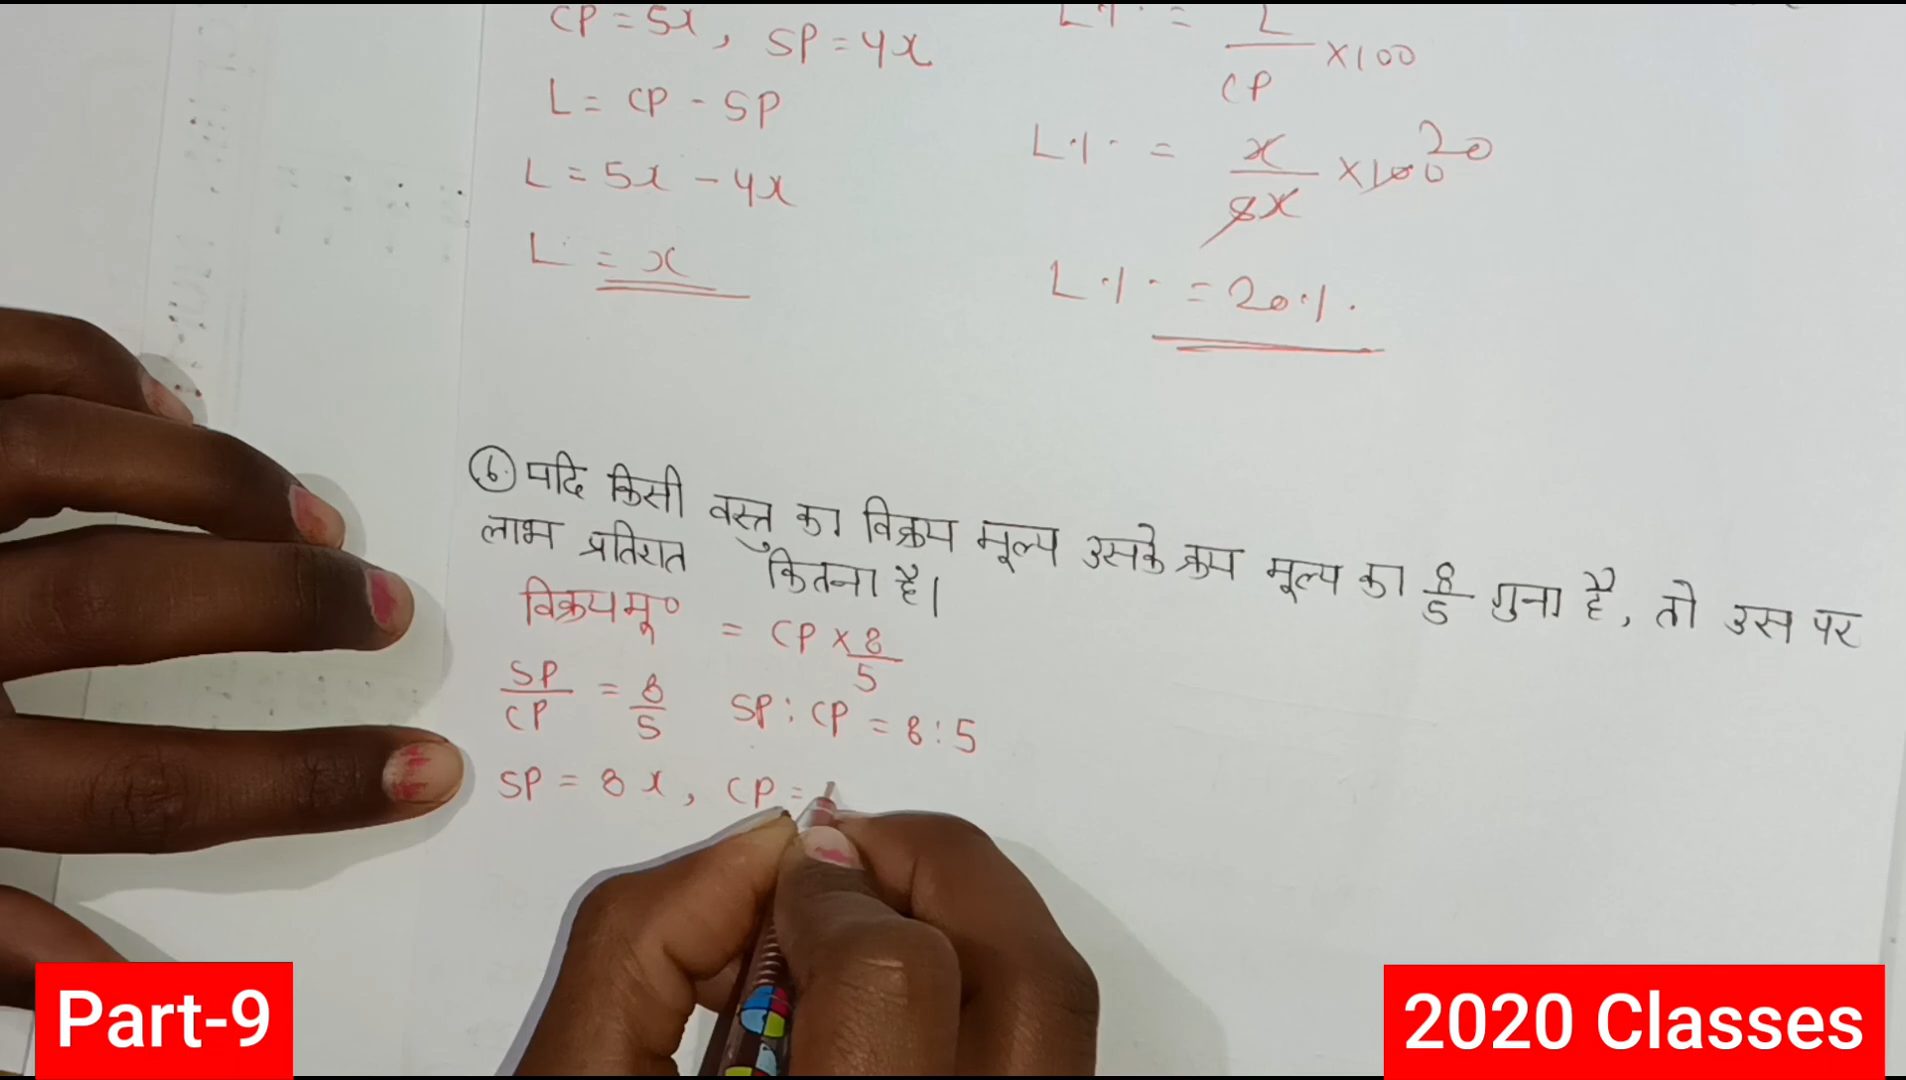 CP = 5x, SP = 4x
L = CP - SP
L = 5x - 4x
L = x
L % = L/CP × 100
L % = x/5x × 100 20
L % = 20 %
⑥ यदि किसी वस्तु का विक्रय मूल्य उसके क्रय मूल्य का 8/5 गुना है, तो उस पर
लाभ प्रतिशत कितना है।
विक्रय मू० = CP × 8/5
SP/CP = 8/5 SP : CP = 8 : 5
SP = 8x, CP =
Part-9
2020 Classes